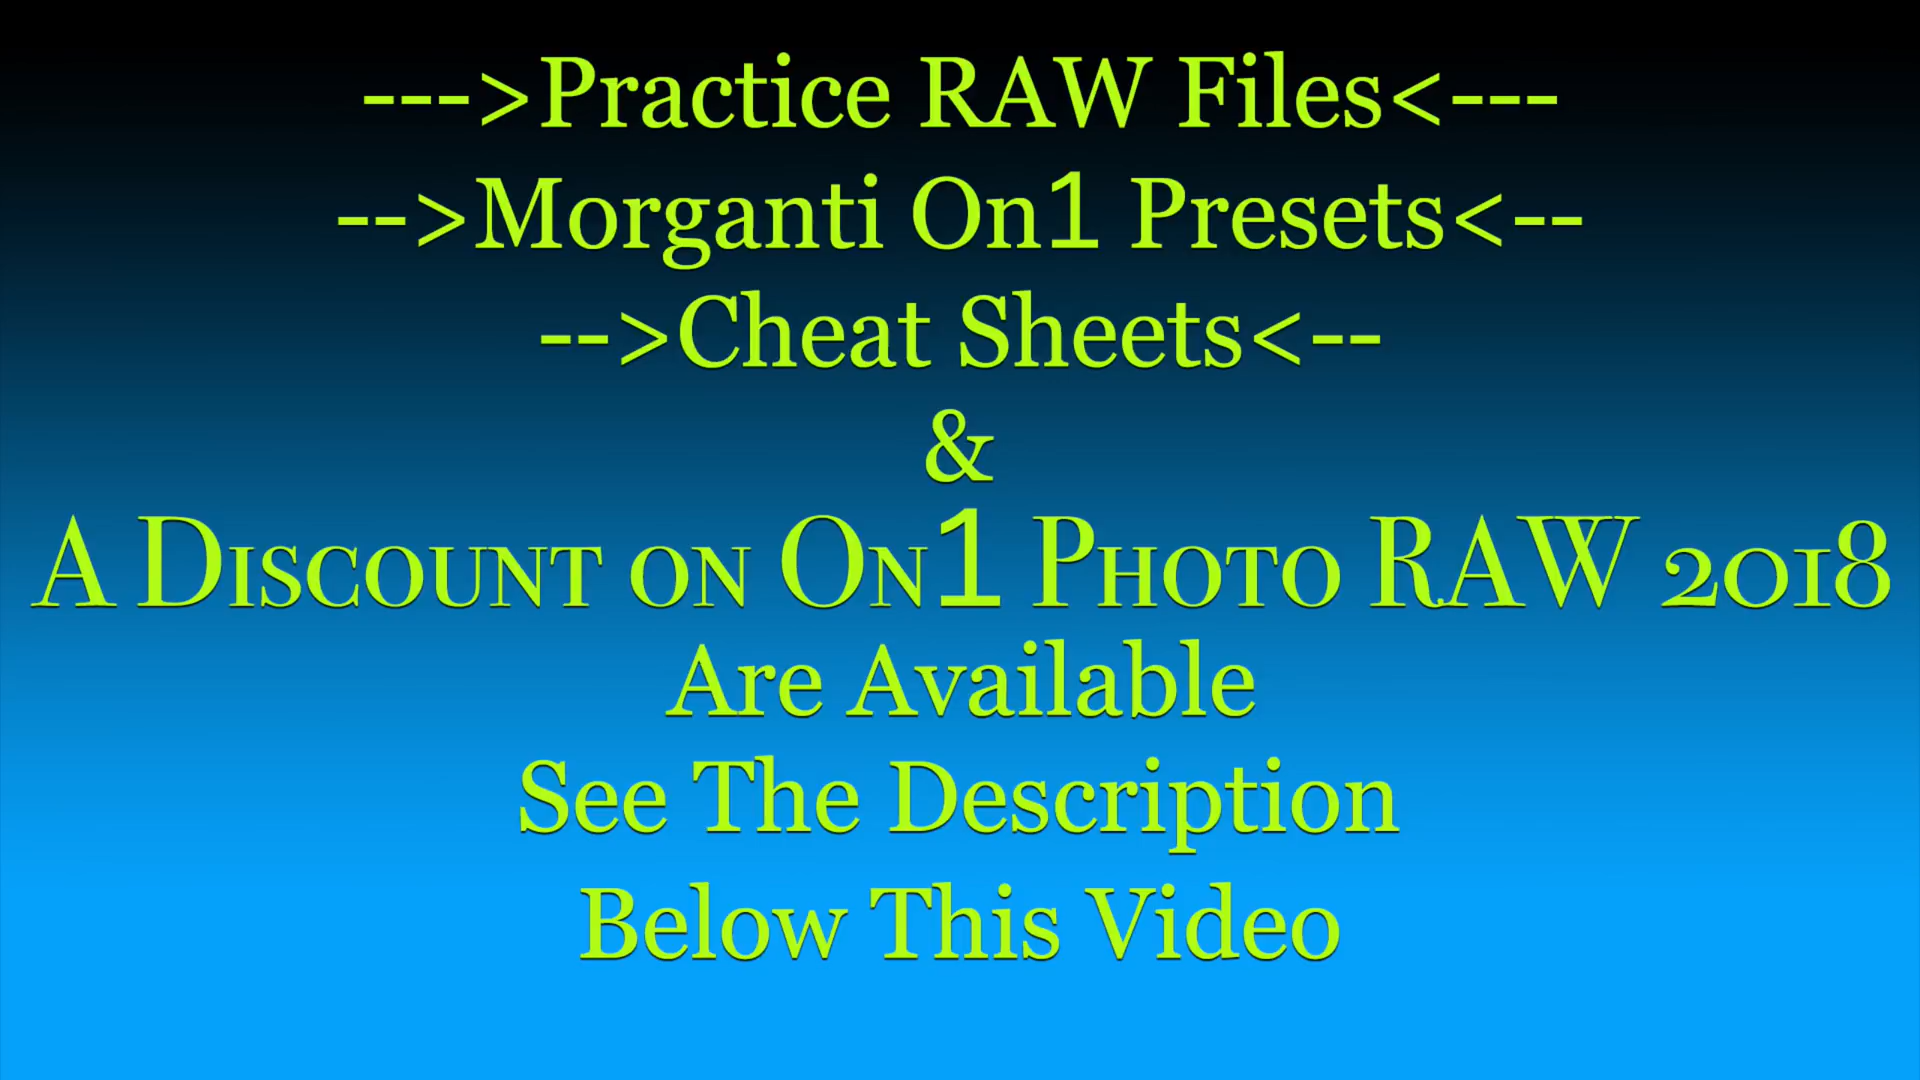 --->Practice RAW Files<---
-->Morganti On1 Presets<--
-->Cheat Sheets<--
&
A Discount on On1 Photo RAW 2018
Are Available
See The Description
Below This Video